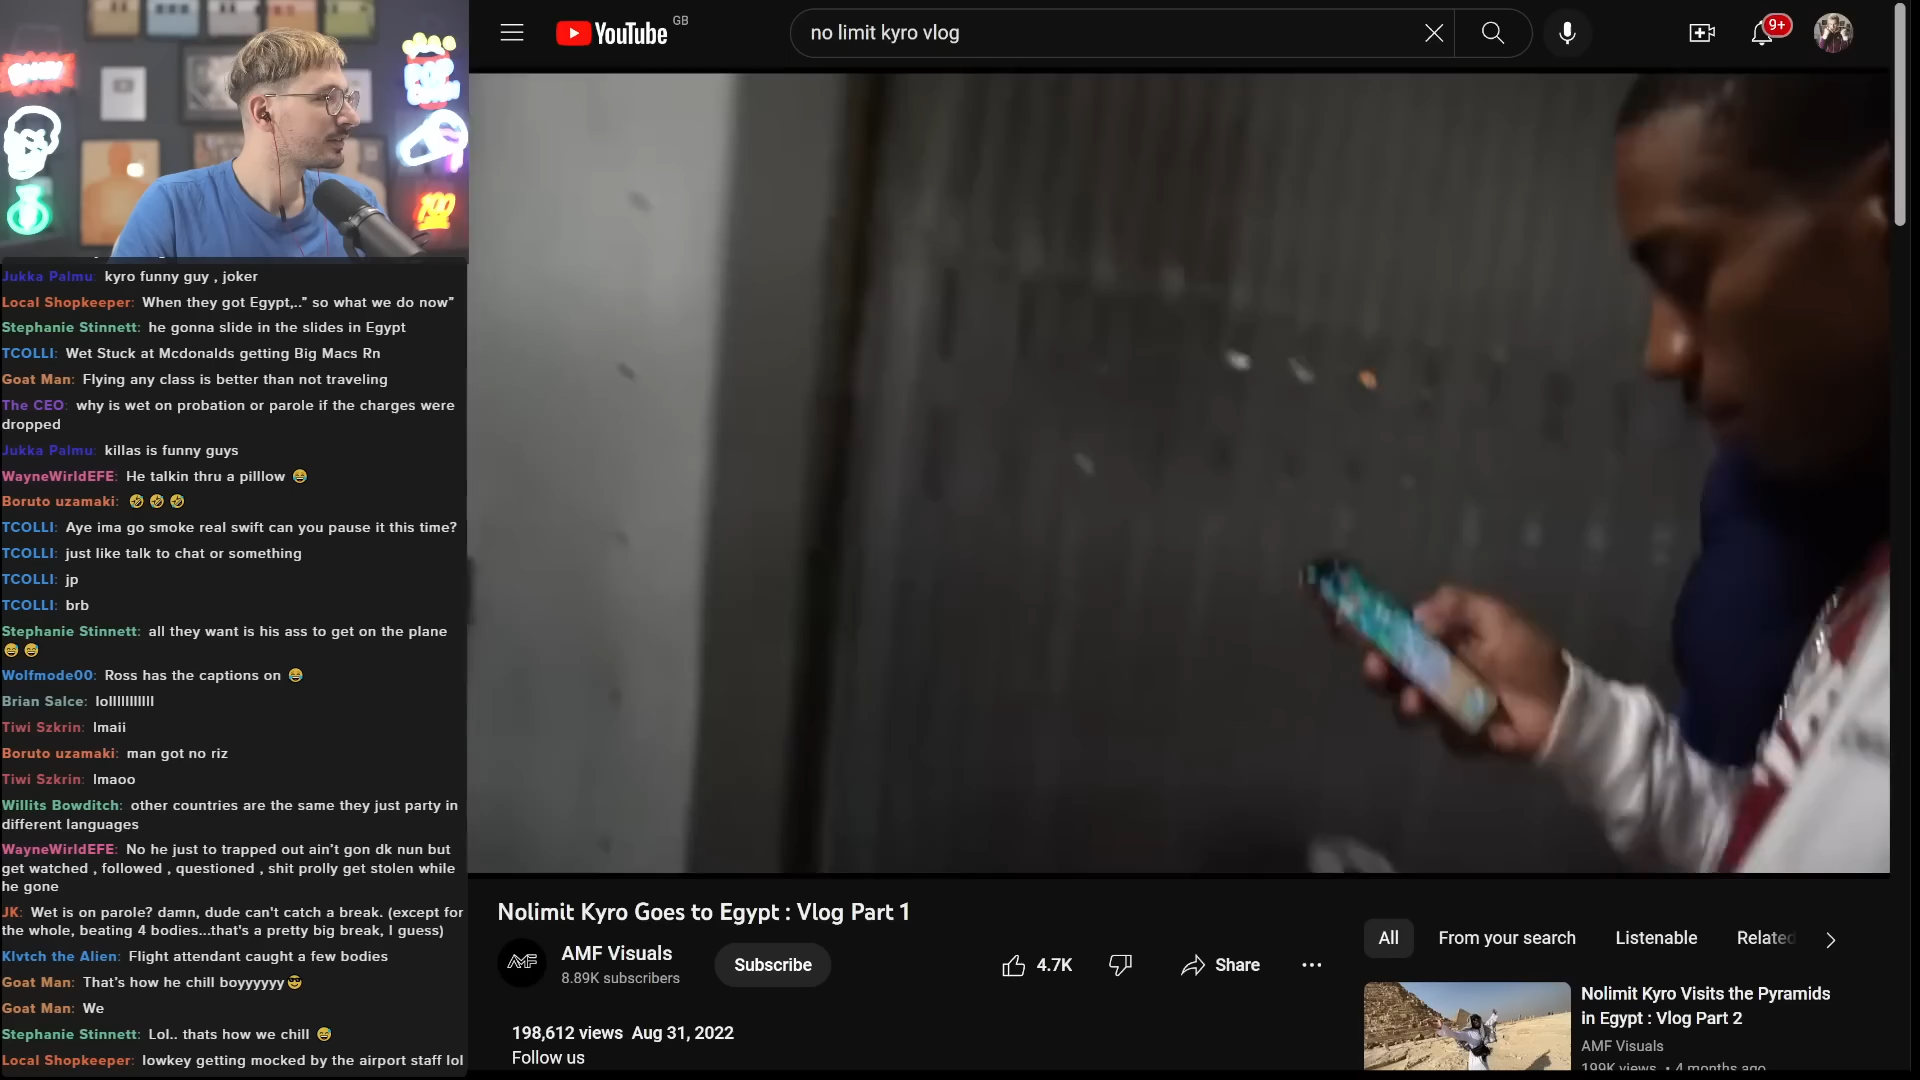 YouTube
GB
no limit kyro vlog
9+
POP
100
Jukka Palmu: kyro funny guy , joker
Local Shopkeeper: When they got Egypt,..” so what we do now”
Stephanie Stinnett: he gonna slide in the slides in Egypt
TCOLLI: Wet Stuck at Mcdonalds getting Big Macs Rn
Goat Man: Flying any class is better than not traveling
The CEO: why is wet on probation or parole if the charges were
dropped
Jukka Palmu: killas is funny guys
WayneWirldEFE: He talkin thru a pilllow 😂
Boruto uzamaki: 🤣 🤣 🤣
TCOLLI: Aye ima go smoke real swift can you pause it this time?
TCOLLI: just like talk to chat or something
TCOLLI: jp
TCOLLI: brb
Stephanie Stinnett: all they want is his ass to get on the plane
😅 😅
Wolfmode00: Ross has the captions on 😂
Brian Salce: lolllllllllll
Tiwi Szkrin: lmaii
Boruto uzamaki: man got no riz
Tiwi Szkrin: lmaoo
Willits Bowditch: other countries are the same they just party in
different languages
WayneWirldEFE: No he just to trapped out ain’t gon dk nun but
get watched , followed , questioned , shit prolly get stolen while
he gone
JK: Wet is on parole? damn, dude can't catch a break. (except for
the whole, beating 4 bodies...that's a pretty big break, I guess)
Klvtch the Alien: Flight attendant caught a few bodies
Goat Man: That’s how he chill boyyyyyy😎
Goat Man: We
Stephanie Stinnett: Lol.. thats how we chill 😅
Local Shopkeeper: lowkey getting mocked by the airport staff lol
Nolimit Kyro Goes to Egypt : Vlog Part 1
AMF
AMF Visuals
8.89K subscribers
Subscribe
4.7K
Share
198,612 views Aug 31, 2022
Follow us
All
From your search
Listenable
Related
Nolimit Kyro Visits the Pyramids
in Egypt : Vlog Part 2
AMF Visuals
199K views • 4 months ago